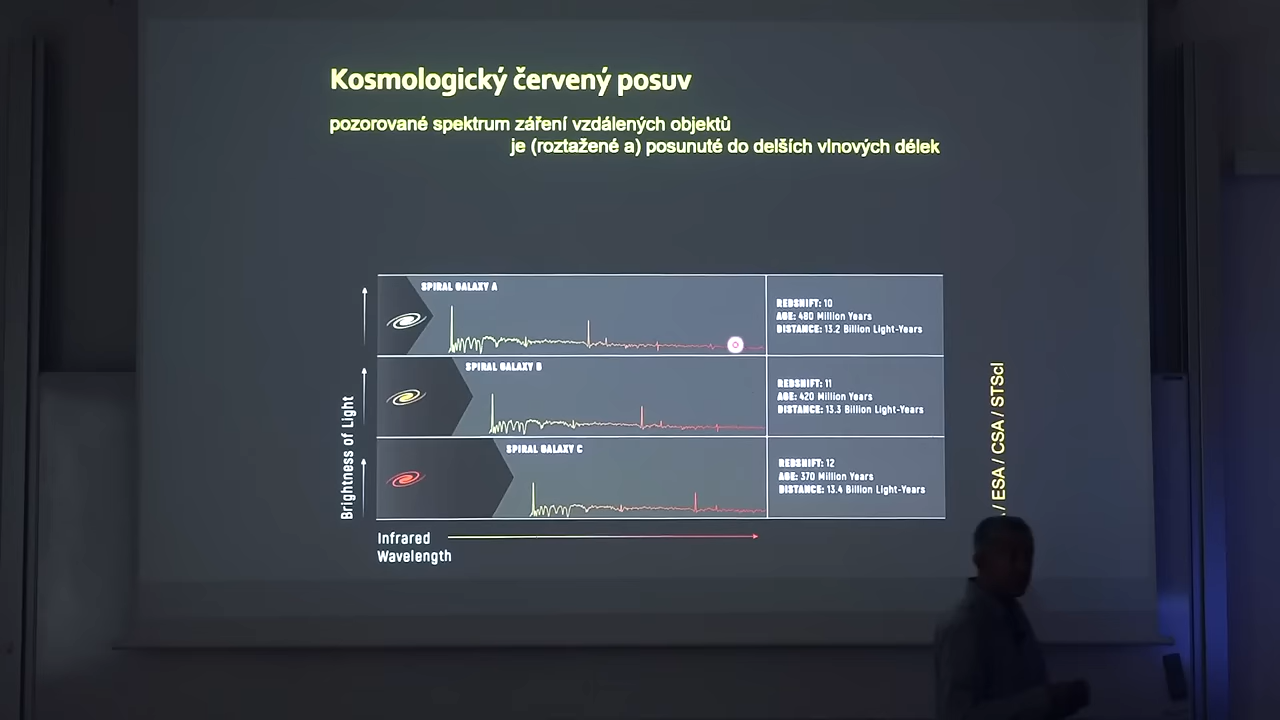 Kosmologický červený posuv
pozorované spektrum záření vzdálených objektů
je (roztažené a) posunuté do delších vlnových délek
SPIRAL GALAXY A
REDSHIFT: 10
AGE: 480 Million Years
DISTANCE: 13.2 Billion Light-Years
SPIRAL GALAXY B
REDSHIFT: 11
AGE: 420 Million Years
DISTANCE: 13.3 Billion Light-Years
SPIRAL GALAXY C
REDSHIFT: 12
AGE: 370 Million Years
DISTANCE: 13.4 Billion Light-Years
Brightness of Light
Infrared
Wavelength
/ ESA / CSA / STScI